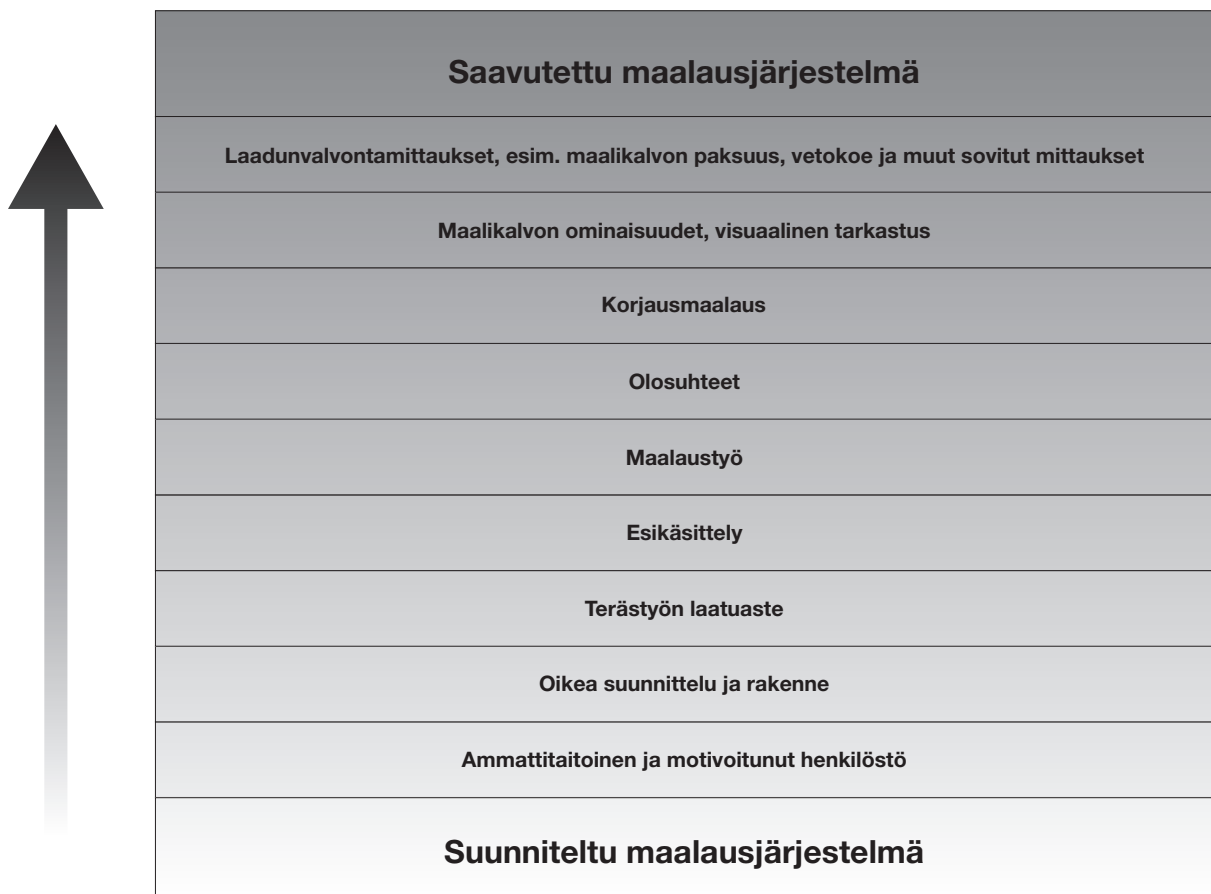 Saavutettu maalausjärjestelmä
Laadunvalvontamittaukset, esim. maalikalvon paksuus, vetokoe ja muut sovitut mittaukset
Maalikalvon ominaisuudet, visuaalinen tarkastus
Korjausmaalaus
Olosuhteet
Maalaustyö
Esikäsittely
Terästyön laatuaste
Oikea suunnittelu ja rakenne
Ammattitaitoinen ja motivoitunut henkilöstö
Suunniteltu maalausjärjestelmä